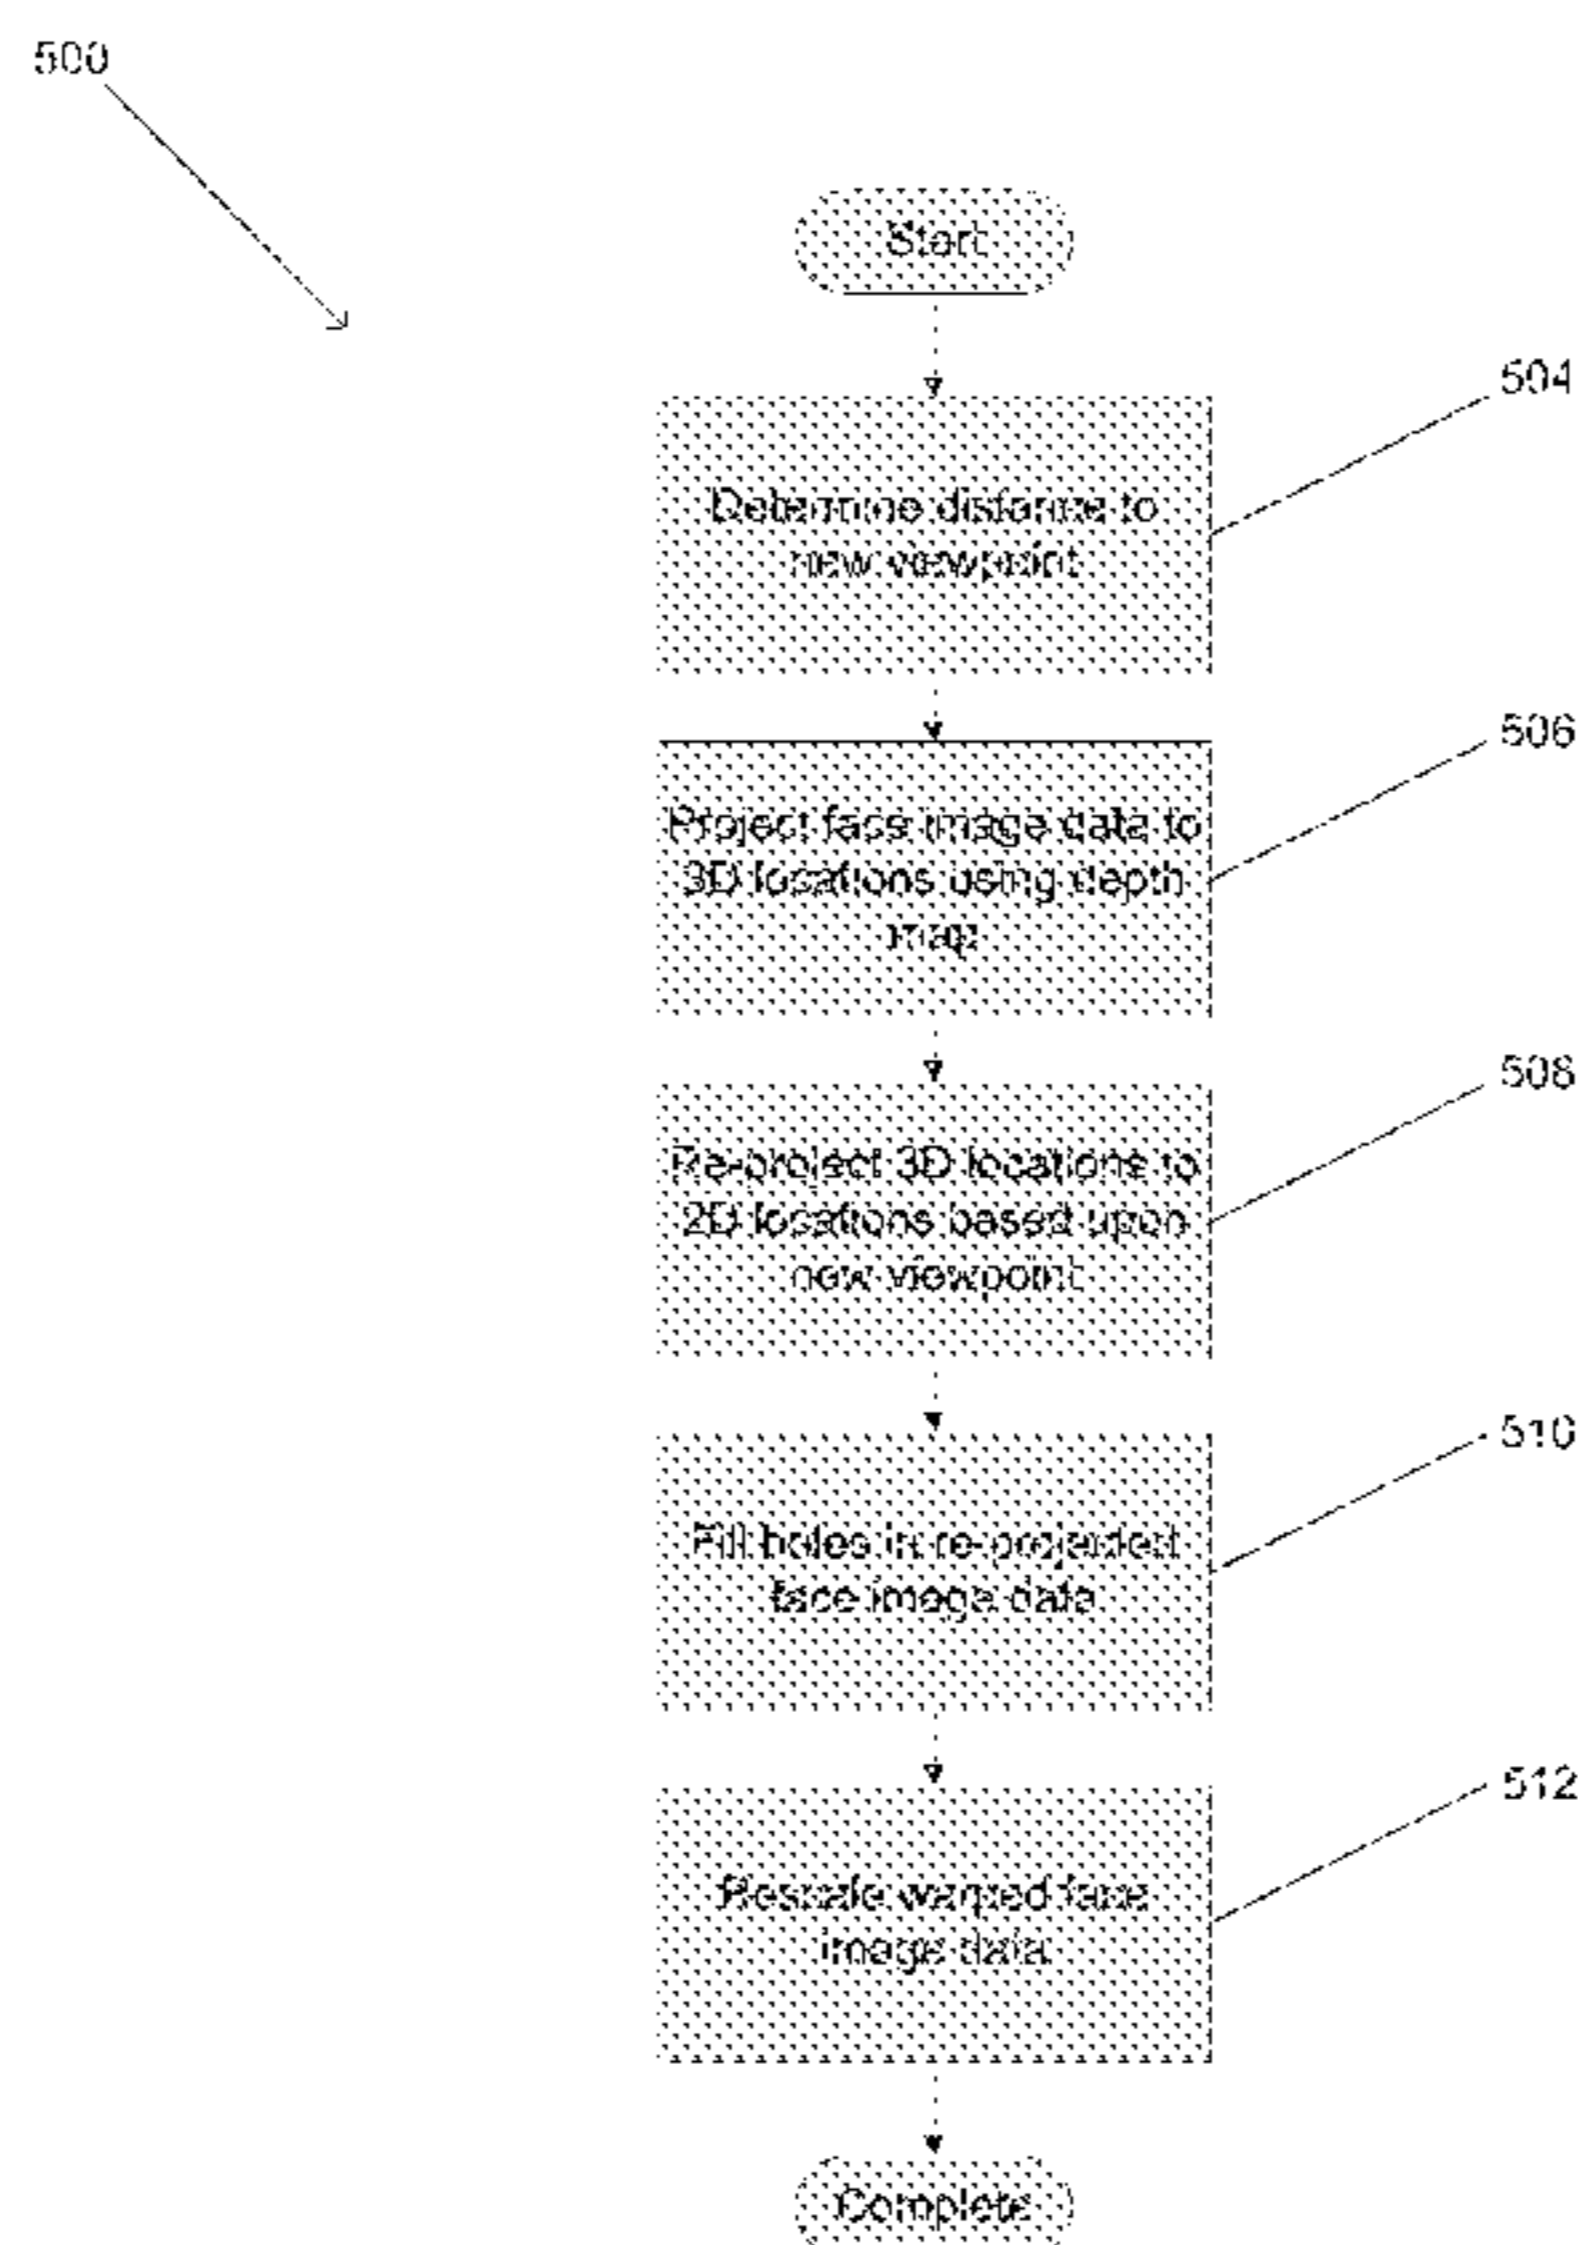 500
Start
504
Determine distance to
new viewpoint
506
Project face image data to
3D locations using depth
map
508
Re-project 3D locations to
2D locations based upon
new viewpoint
510
Fill holes in re-projected
face image data
512
Rescale warped face
image data
Complete